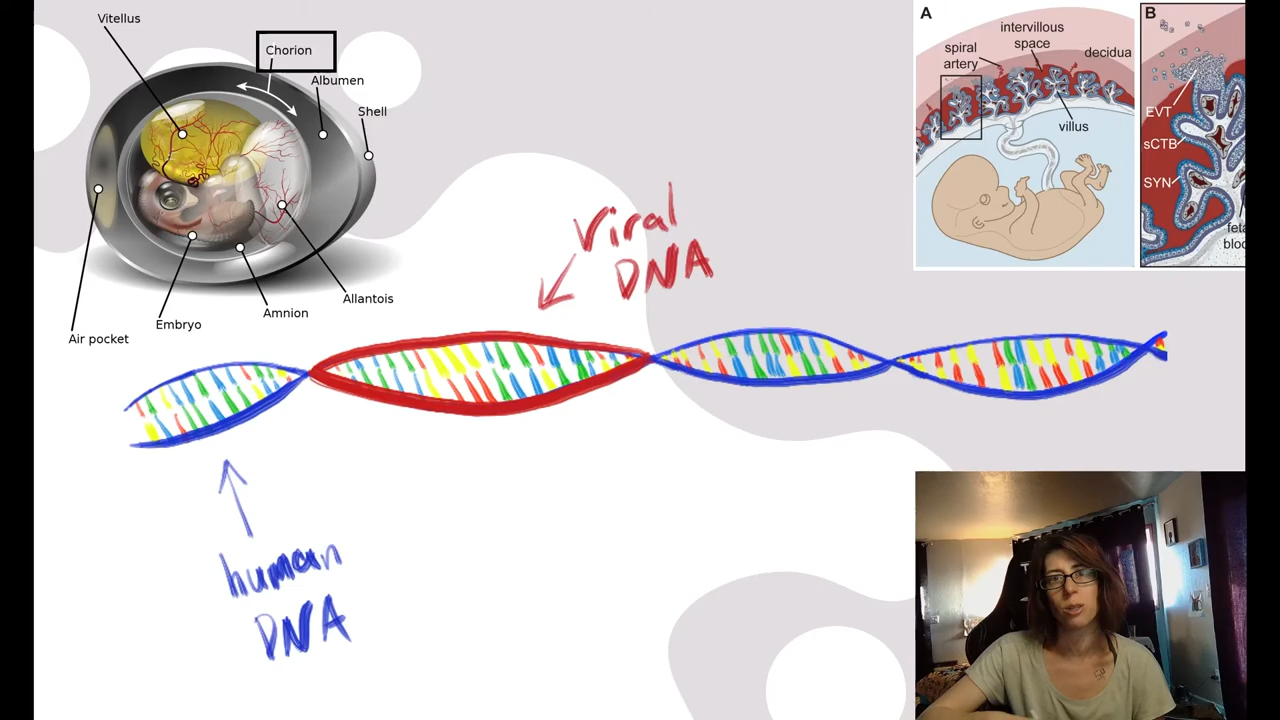 Vitellus
Chorion
Albumen
Shell
Allantois
Amnion
Embryo
Air pocket
A
spiral
artery
intervillous
space
decidua
villus
B
EVT
sCTB
SYN
viral
DNA
human
DNA